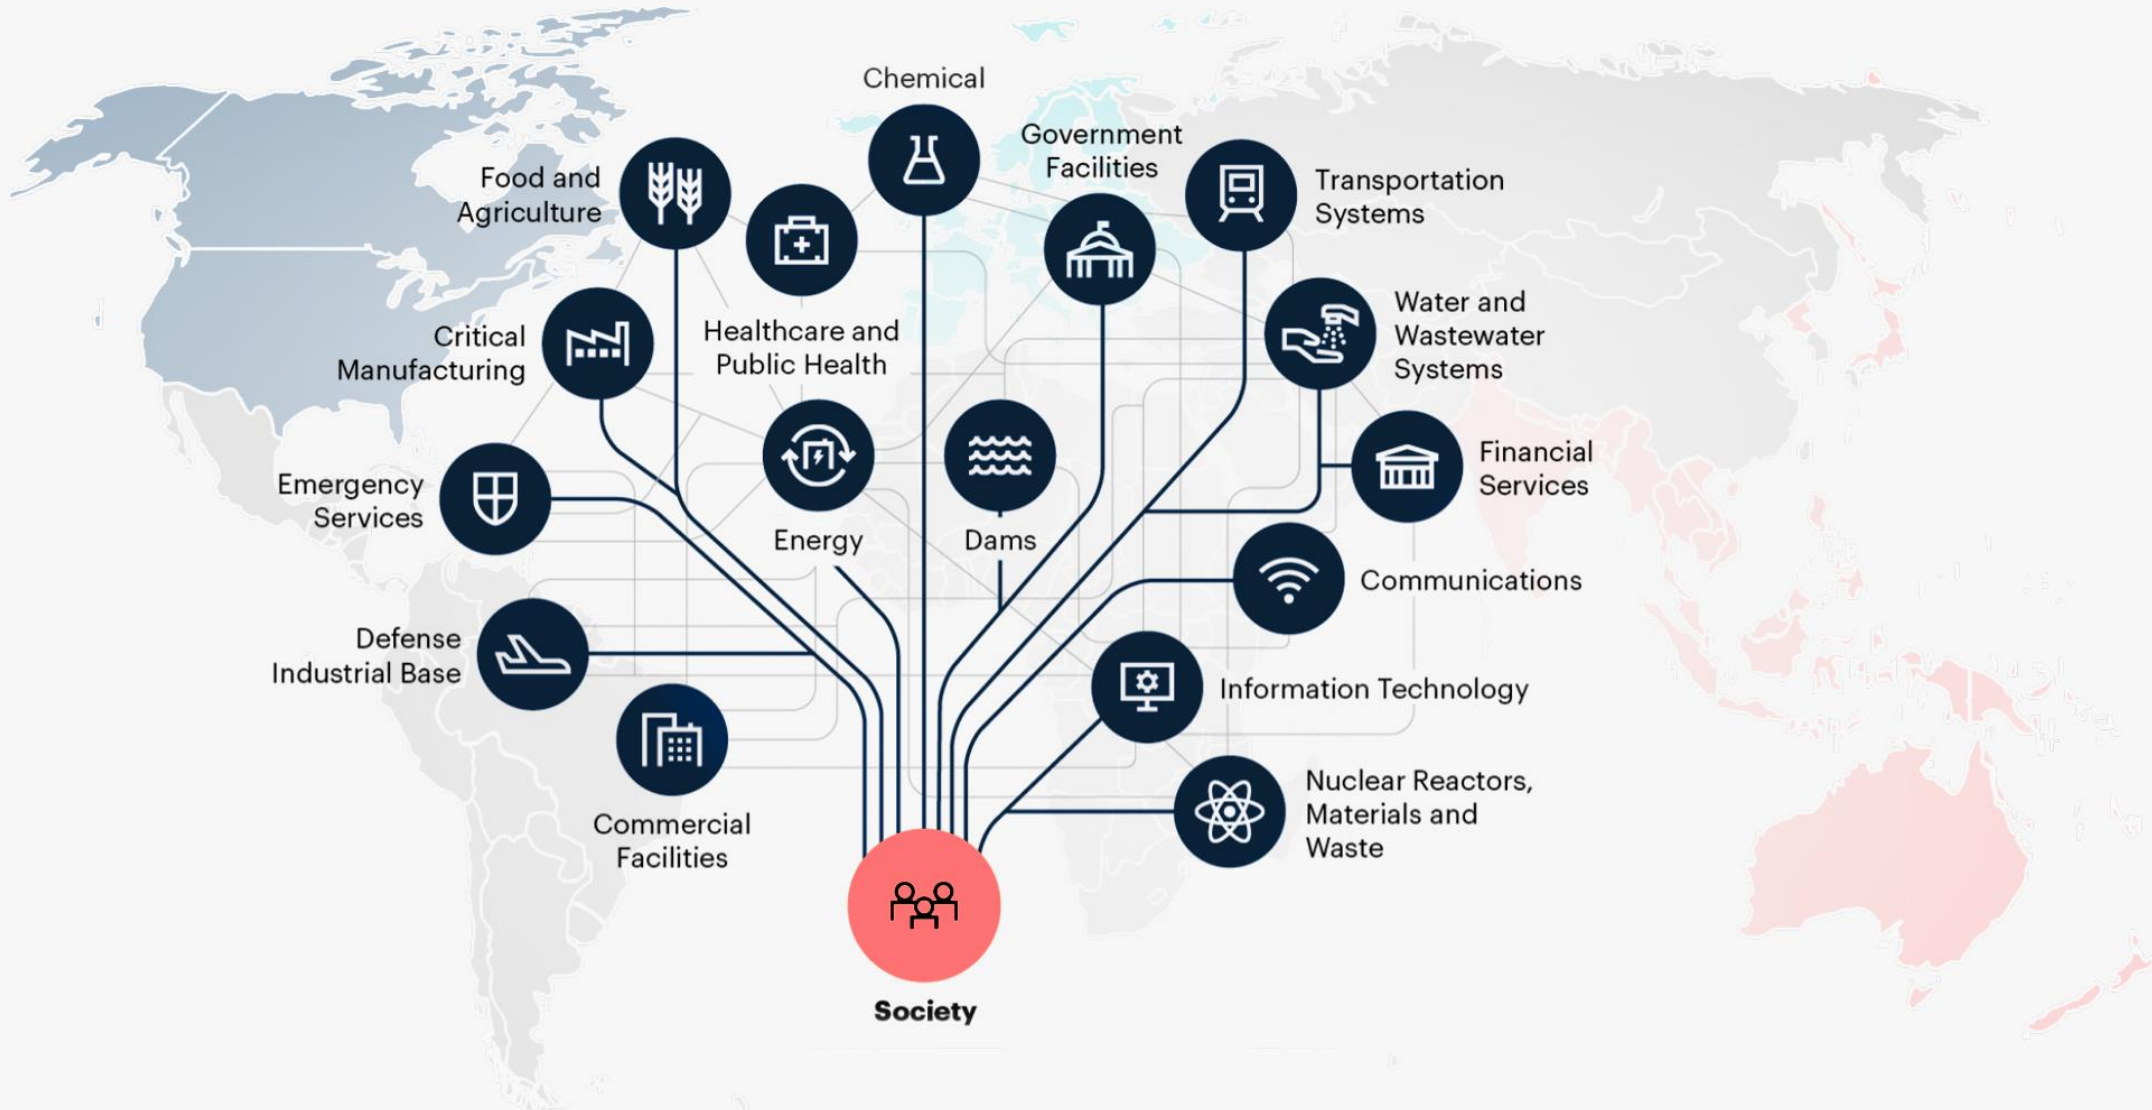 Chemical
Government
Facilities
Food and
Agriculture
Transportation
Systems
Healthcare and
Public Health
Water and
Wastewater
Systems
Critical
Manufacturing
Financial
Services
Emergency
Services
Energy
Dams
Communications
Defense
Industrial Base
Information Technology
Commercial
Facilities
Nuclear Reactors,
Materials and
Waste
Society